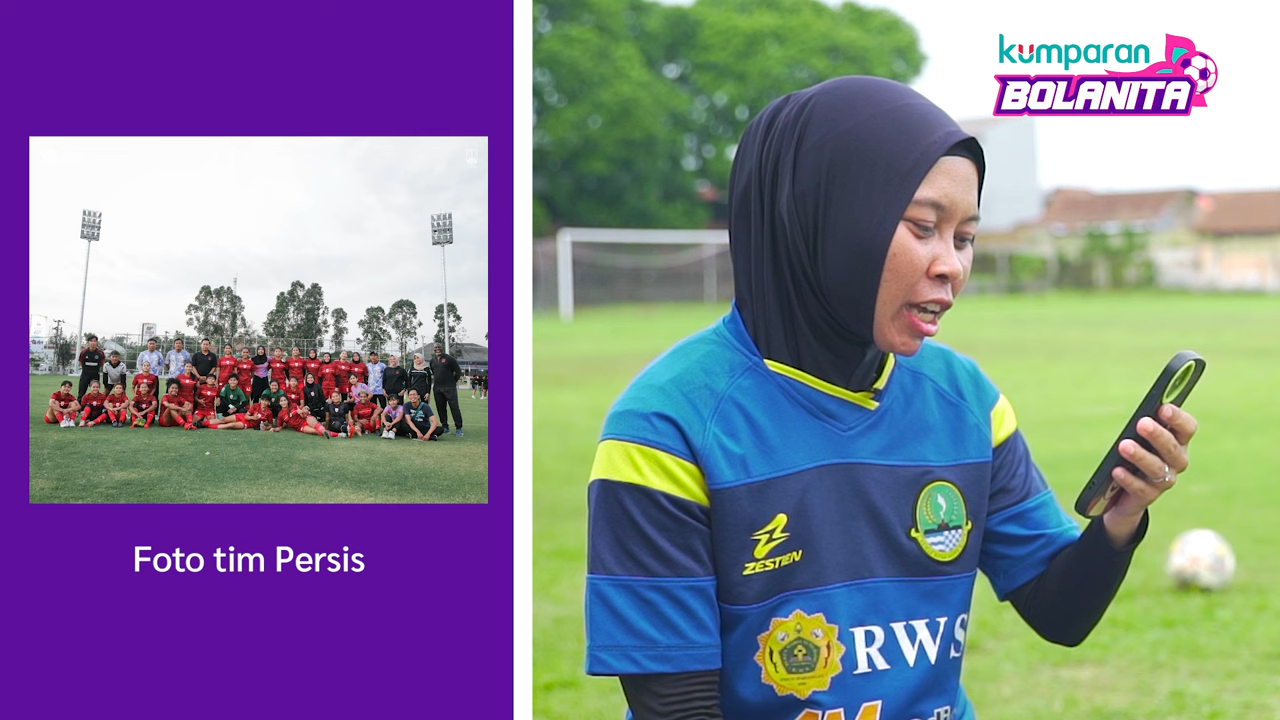 Foto tim Persis
kumparan
BOLANITA
ZESTIEN
RWS